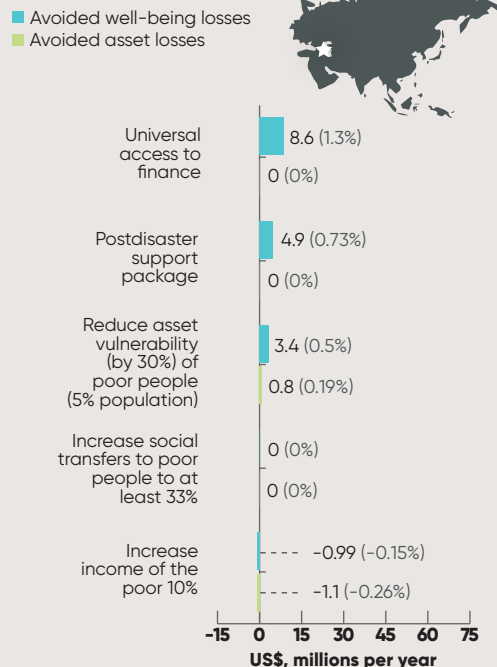 Avoided well-being losses
Avoided asset losses
Universal
access to
finance
8.6 (1.3%)
0 (0%)
Postdisaster
support
package
4.9 (0.73%)
0 (0%)
Reduce asset
vulnerability
(by 30%) of
poor people
(5% population)
3.4 (0.5%)
0.8 (0.19%)
Increase social
transfers to poor
people to at
least 33%
0 (0%)
0 (0%)
Increase
income of the
poor 10%
-0.99 (-0.15%)
-1.1 (-0.26%)
-15 0 15 30 45 60 75
US$, millions per year